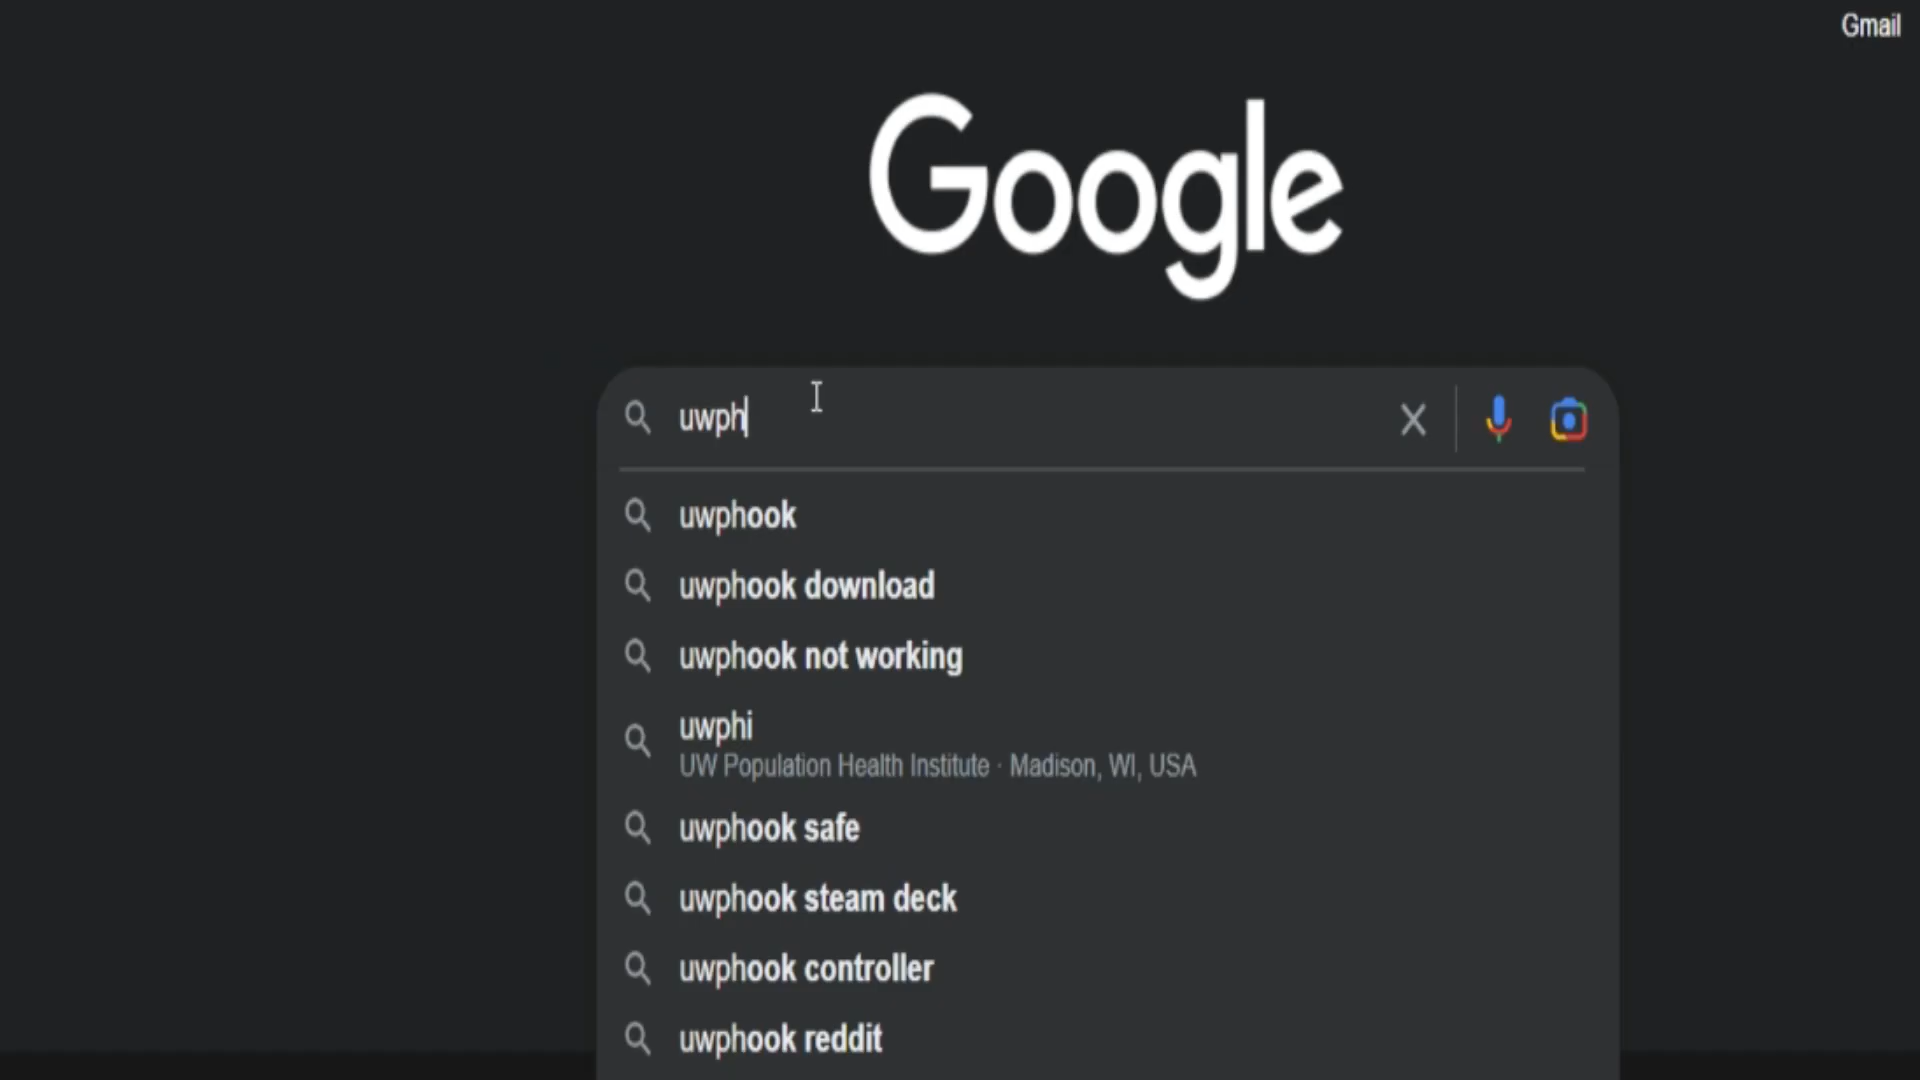 Gmail
Google
uwph
uwphook
uwphook download
uwphook not working
uwphi
UW Population Health Institute · Madison, WI, USA
uwphook safe
uwphook steam deck
uwphook controller
uwphook reddit